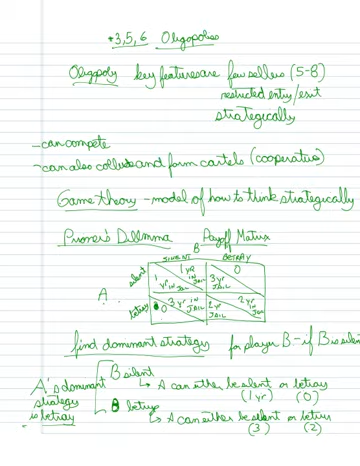 *3,5,6 Oligopolies
Oligopoly key features are few sellers (5-8)
restricted entry/exit
strategically
-can compete
-can also collude and form cartels (cooperative)
Game theory - model of how to think strategically
Prisoner's Dilemma Payoff Matrix
B
SILENT BETRAY
silent 1 yr in JAIL 1 yr in JAIL 3 yr JAIL 0
A
betray 0 3 yr in JAIL 2 yr JAIL 2 yr in JAIL
find dominant strategy for player B - if B is silent
A's dominant strategy is betray
B silent
↳ A can either be silent or betray
(1 yr) (0)
B betray
↳ A can either be silent or betray
(3) (2)